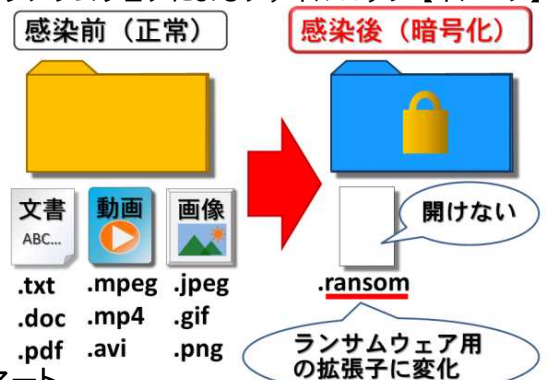 感染前（正常）
感染後（暗号化）
文書
ABC...
動画
画像
開けない
.txt .mpeg .jpeg
.doc .mp4 .gif
.pdf .avi .png
.ransom
ランサムウェア用
の拡張子に変化